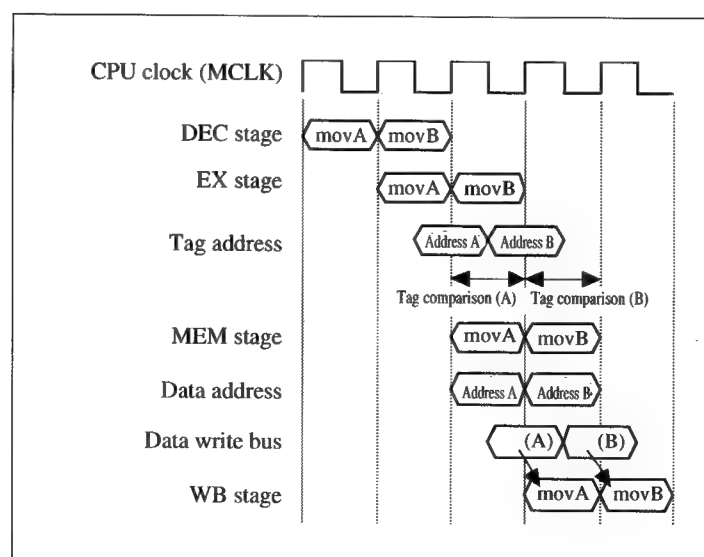 CPU clock (MCLK)
DEC stage movA movB
EX stage movA movB
Tag address Address A Address B
Tag comparison (A) Tag comparison (B)
MEM stage movA movB
Data address Address A Address B
Data write bus (A) (B)
WB stage movA movB